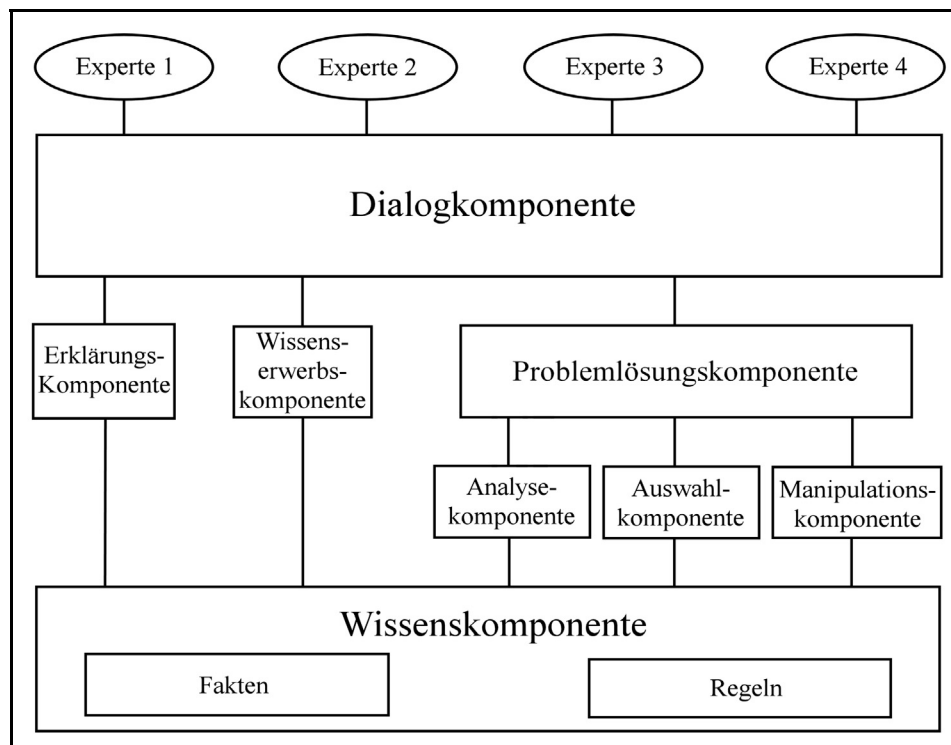 Experte 1
Experte 2
Experte 3
Experte 4
Dialogkomponente
Erklärungs-
Komponente
Wissens-
erwerbs-
komponente
Problemlösungskomponente
Analyse-
komponente
Auswahl-
komponente
Manipulations-
komponente
Wissenskomponente
Fakten
Regeln